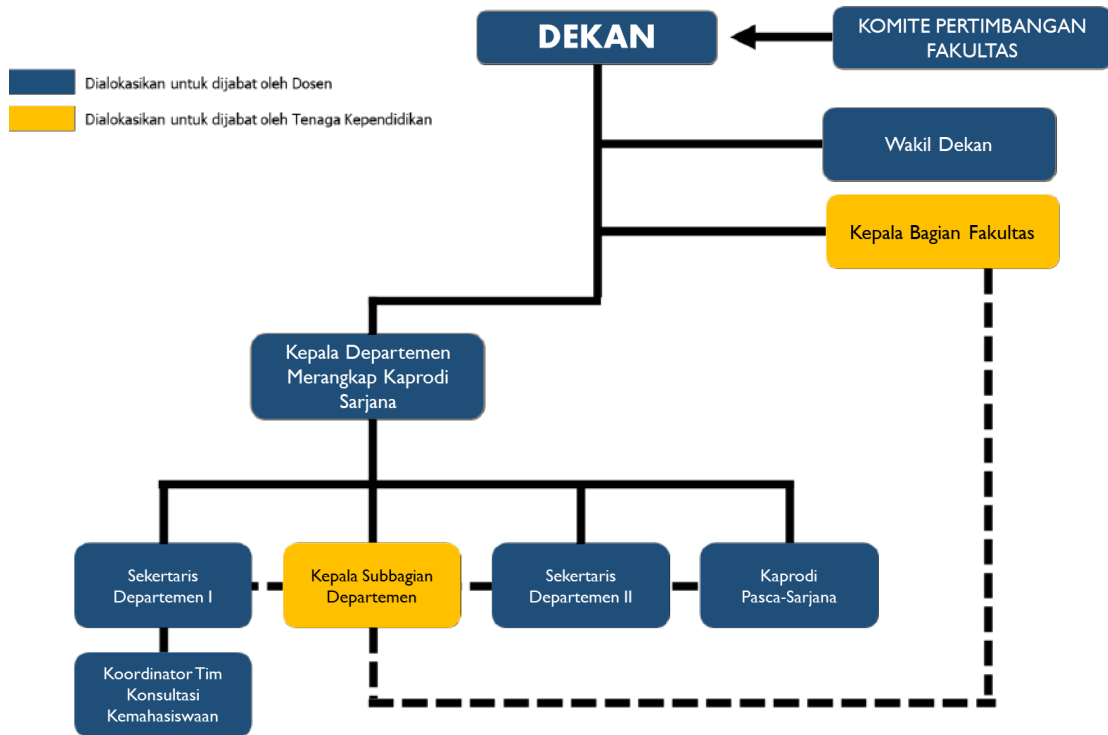 DEKAN
KOMITE PERTIMBANGAN
FAKULTAS
Dialokasikan untuk dijabat oleh Dosen
Dialokasikan untuk dijabat oleh Tenaga Kependidikan
Wakil Dekan
Kepala Bagian Fakultas
Kepala Departemen
Merangkap Kaprodi
Sarjana
Sekertaris
Departemen I
Kepala Subbagian
Departemen
Sekertaris
Departemen II
Kaprodi
Pasca-Sarjana
Koordinator Tim
Konsultasi
Kemahasiswaan